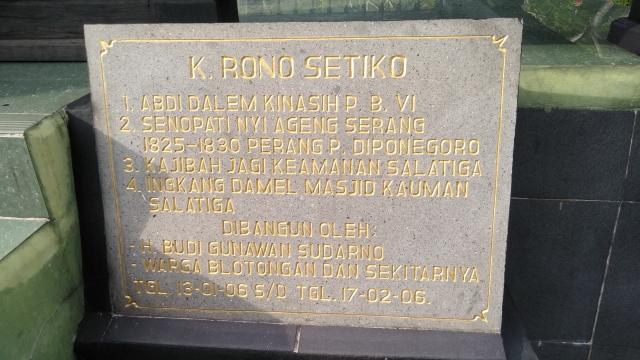 K. RONO SETIKO
1. ABDI DALEM KINASIH P. B. VI
2. SENOPATI NYI AGENG SERANG
1825-1830 PERANG P. DIPONEGORO
3. KAJIBAH JAGI KEAMANAN SALATIGA
4. INGKANG DAMEL MASJID KAUMAN
SALATIGA
DIBANGUN OLEH:
- H. BUDI GUNAWAN SUDARNO
- WARGA BLOTONGAN DAN SEKITARNYA
TGL. 13-01-06 S/D TGL. 17-02-06.